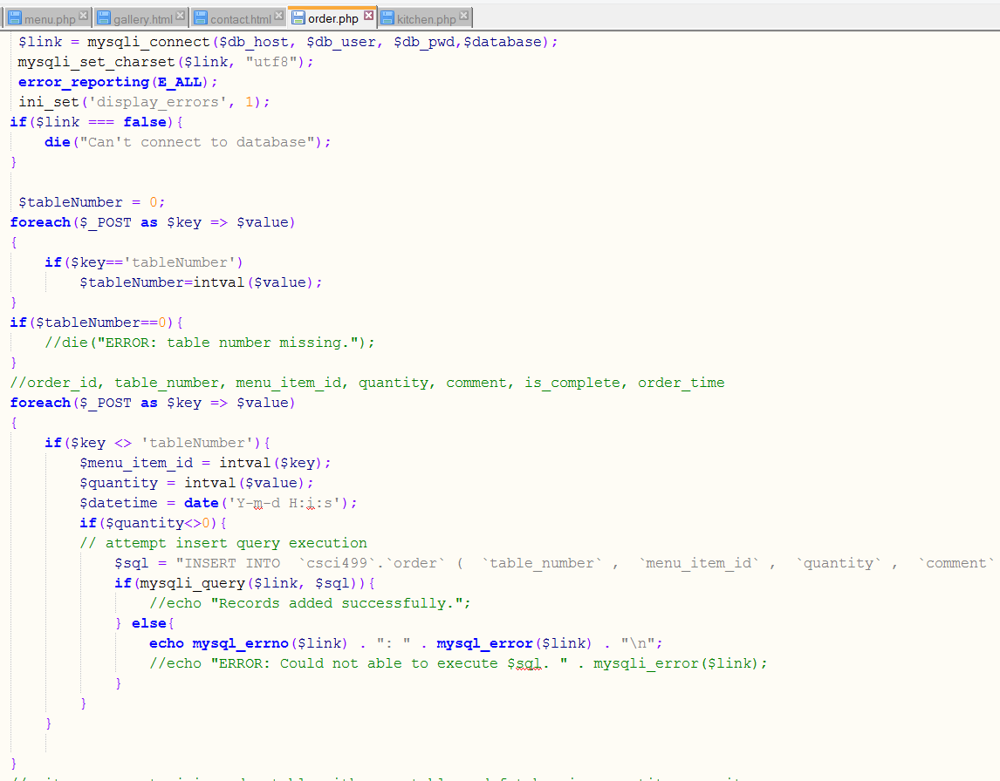 menu.php gallery.html contact.html order.php kitchen.php
$link = mysqli_connect($db_host, $db_user, $db_pwd,$database);
mysqli_set_charset($link, "utf8");
error_reporting(E_ALL);
ini_set('display_errors', 1);
if($link === false){
die("Can't connect to database");
}
$tableNumber = 0;
foreach($_POST as $key => $value)
{
if($key=='tableNumber')
$tableNumber=intval($value);
}
if($tableNumber==0){
//die("ERROR: table number missing.");
}
//order_id, table_number, menu_item_id, quantity, comment, is_complete, order_time
foreach($_POST as $key => $value)
{
if($key <> 'tableNumber'){
$menu_item_id = intval($key);
$quantity = intval($value);
$datetime = date('Y-m-d H:i:s');
if($quantity<>0){
// attempt insert query execution
$sql = "INSERT INTO  `csci499`.`order` (  `table_number` ,  `menu_item_id` ,  `quantity` ,  `comment`
if(mysqli_query($link, $sql)){
//echo "Records added successfully.";
} else{
echo mysql_errno($link) . ": " . mysql_error($link) . "\n";
//echo "ERROR: Could not able to execute $sql. " . mysqli_error($link);
}
}
}
}